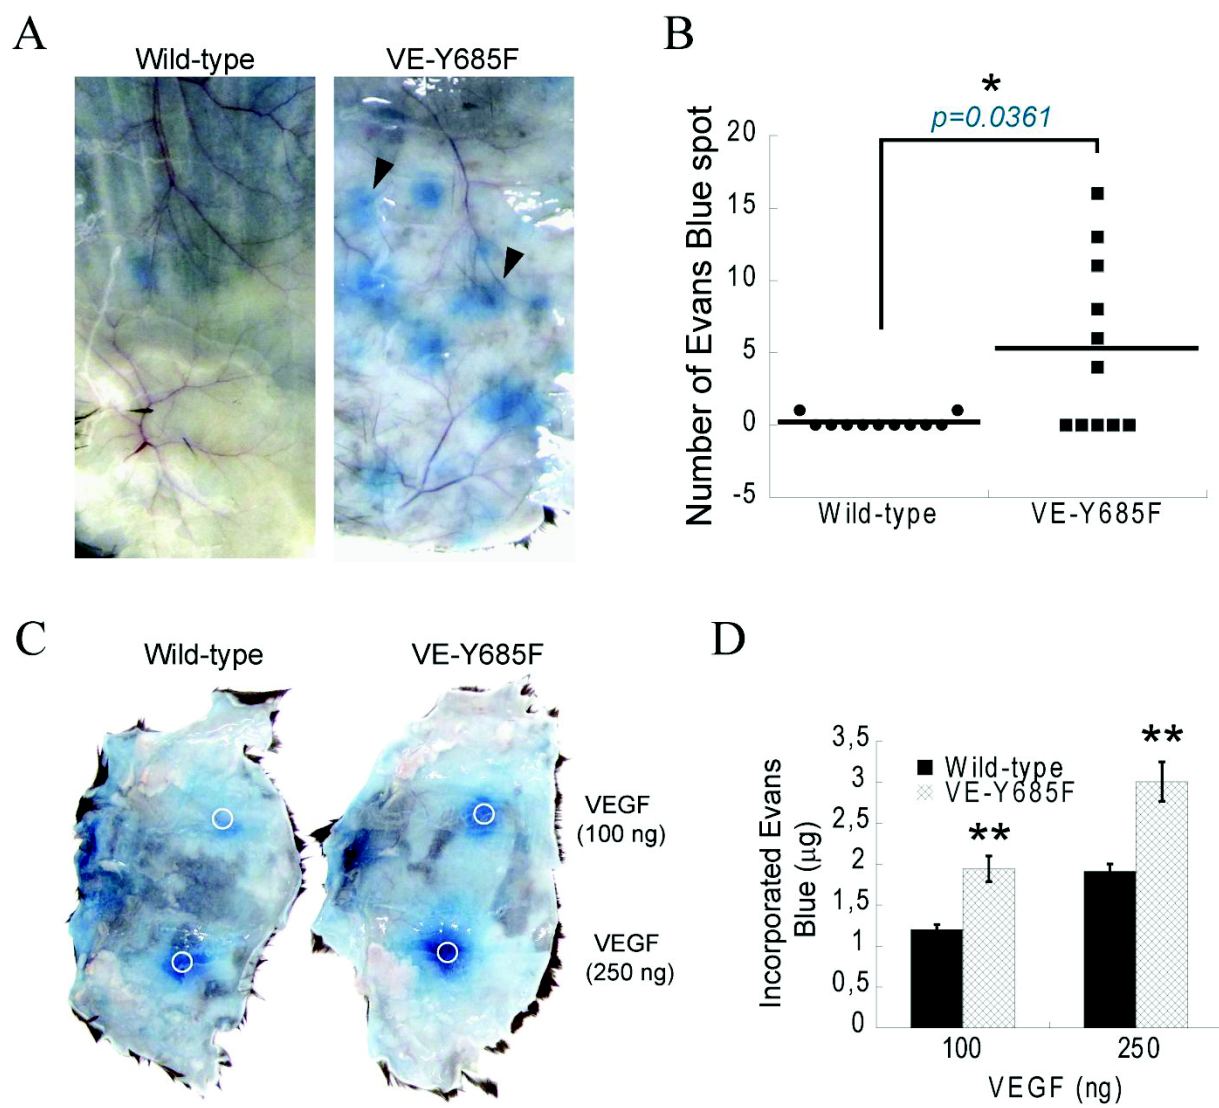 A
Wild-type
VE-Y685F
B
*
p=0.0361
Number of Evans Blue spot
20
15
10
5
0
-5
Wild-type
VE-Y685F
C
Wild-type
VE-Y685F
VEGF
(100 ng)
VEGF
(250 ng)
D
Incorporated Evans
Blue (µg)
3,5
3
2,5
2
1,5
1
0,5
0
Wild-type
VE-Y685F
**
**
100
250
VEGF (ng)